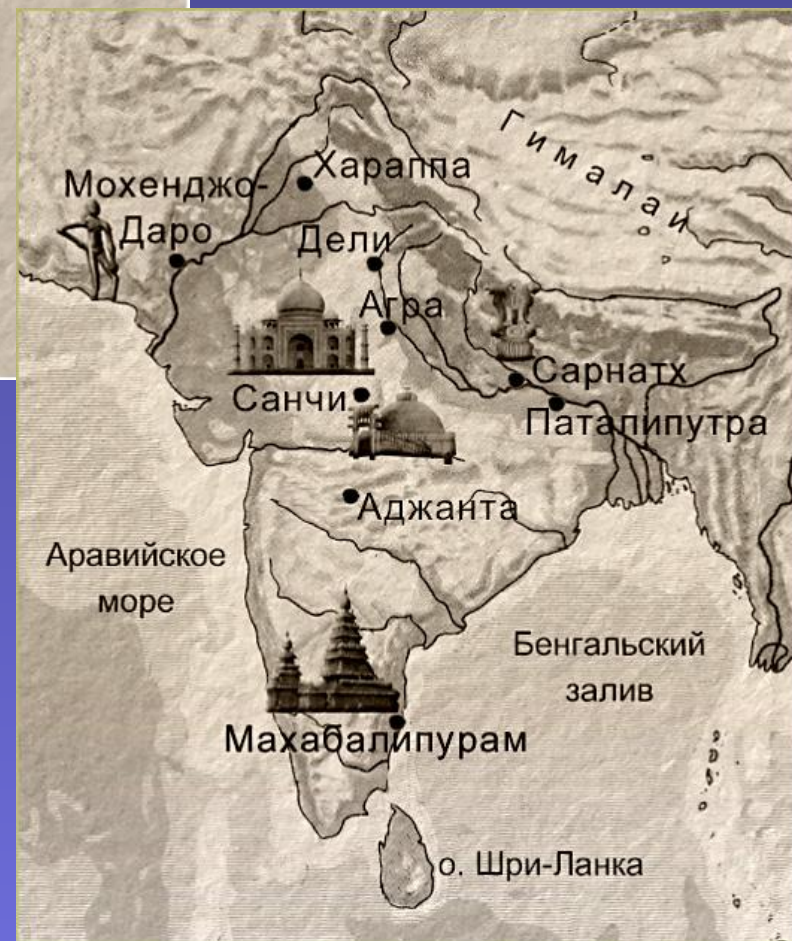 Гималаи
Хараппа
Мохенджо-
Даро
Дели
Агра
Сарнатх
Санчи
Паталипутра
Аджанта
Аравийское
море
Бенгальский
залив
Махабалипурам
о. Шри-Ланка